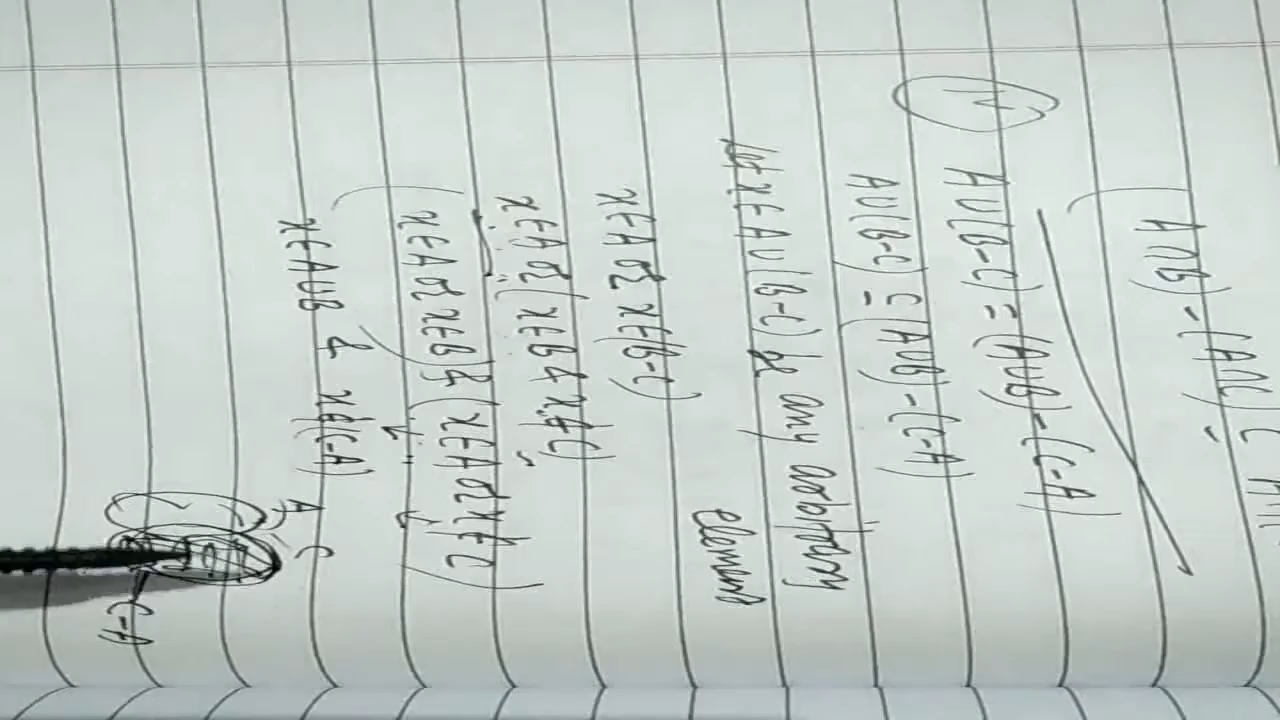 A∩B) - (A∩C)
iv) A∪(B-C) = (A∪B) - (C-A)
A∪(B-C) ⊆ (A∪B) - (C-A)
Let x∈A∪(B-C) be any arbitrary
element
x∈A or x∈(B-C)
x∈A or (x∈B & x∉C)
(x∈A or x∈B) & (x∈A or x∉C)
x∈A∪B & x∉(C-A)
A C
C-A